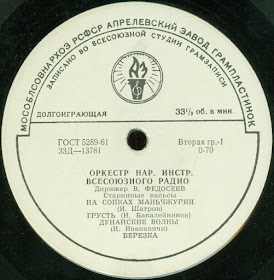 МОСОБЛСОВНАРХОЗ РСФСР АПРЕЛЕВСКИЙ ЗАВОД ГРАМПЛАСТИНОК
ЗАПИСАНО ВО ВСЕСОЮЗНОЙ СТУДИИ ГРАМЗАПИСИ
АЗ
ДОЛГОИГРАЮЩАЯ
33⅓ об. в мин.
ГОСТ 5289-61
Вторая гр.-1
33Д—13781
0-70
ОРКЕСТР НАР. ИНСТР.
ВСЕСОЮЗНОГО РАДИО
Дирижер В. ФЕДОСЕЕВ
Старинные вальсы
НА СОПКАХ МАНЬЧЖУРИИ
(И. Шатров)
ГРУСТЬ (Н. Бакалейников)
ДУНАЙСКИЕ ВОЛНЫ
(И. Иванович)
БЕРЕЗКА